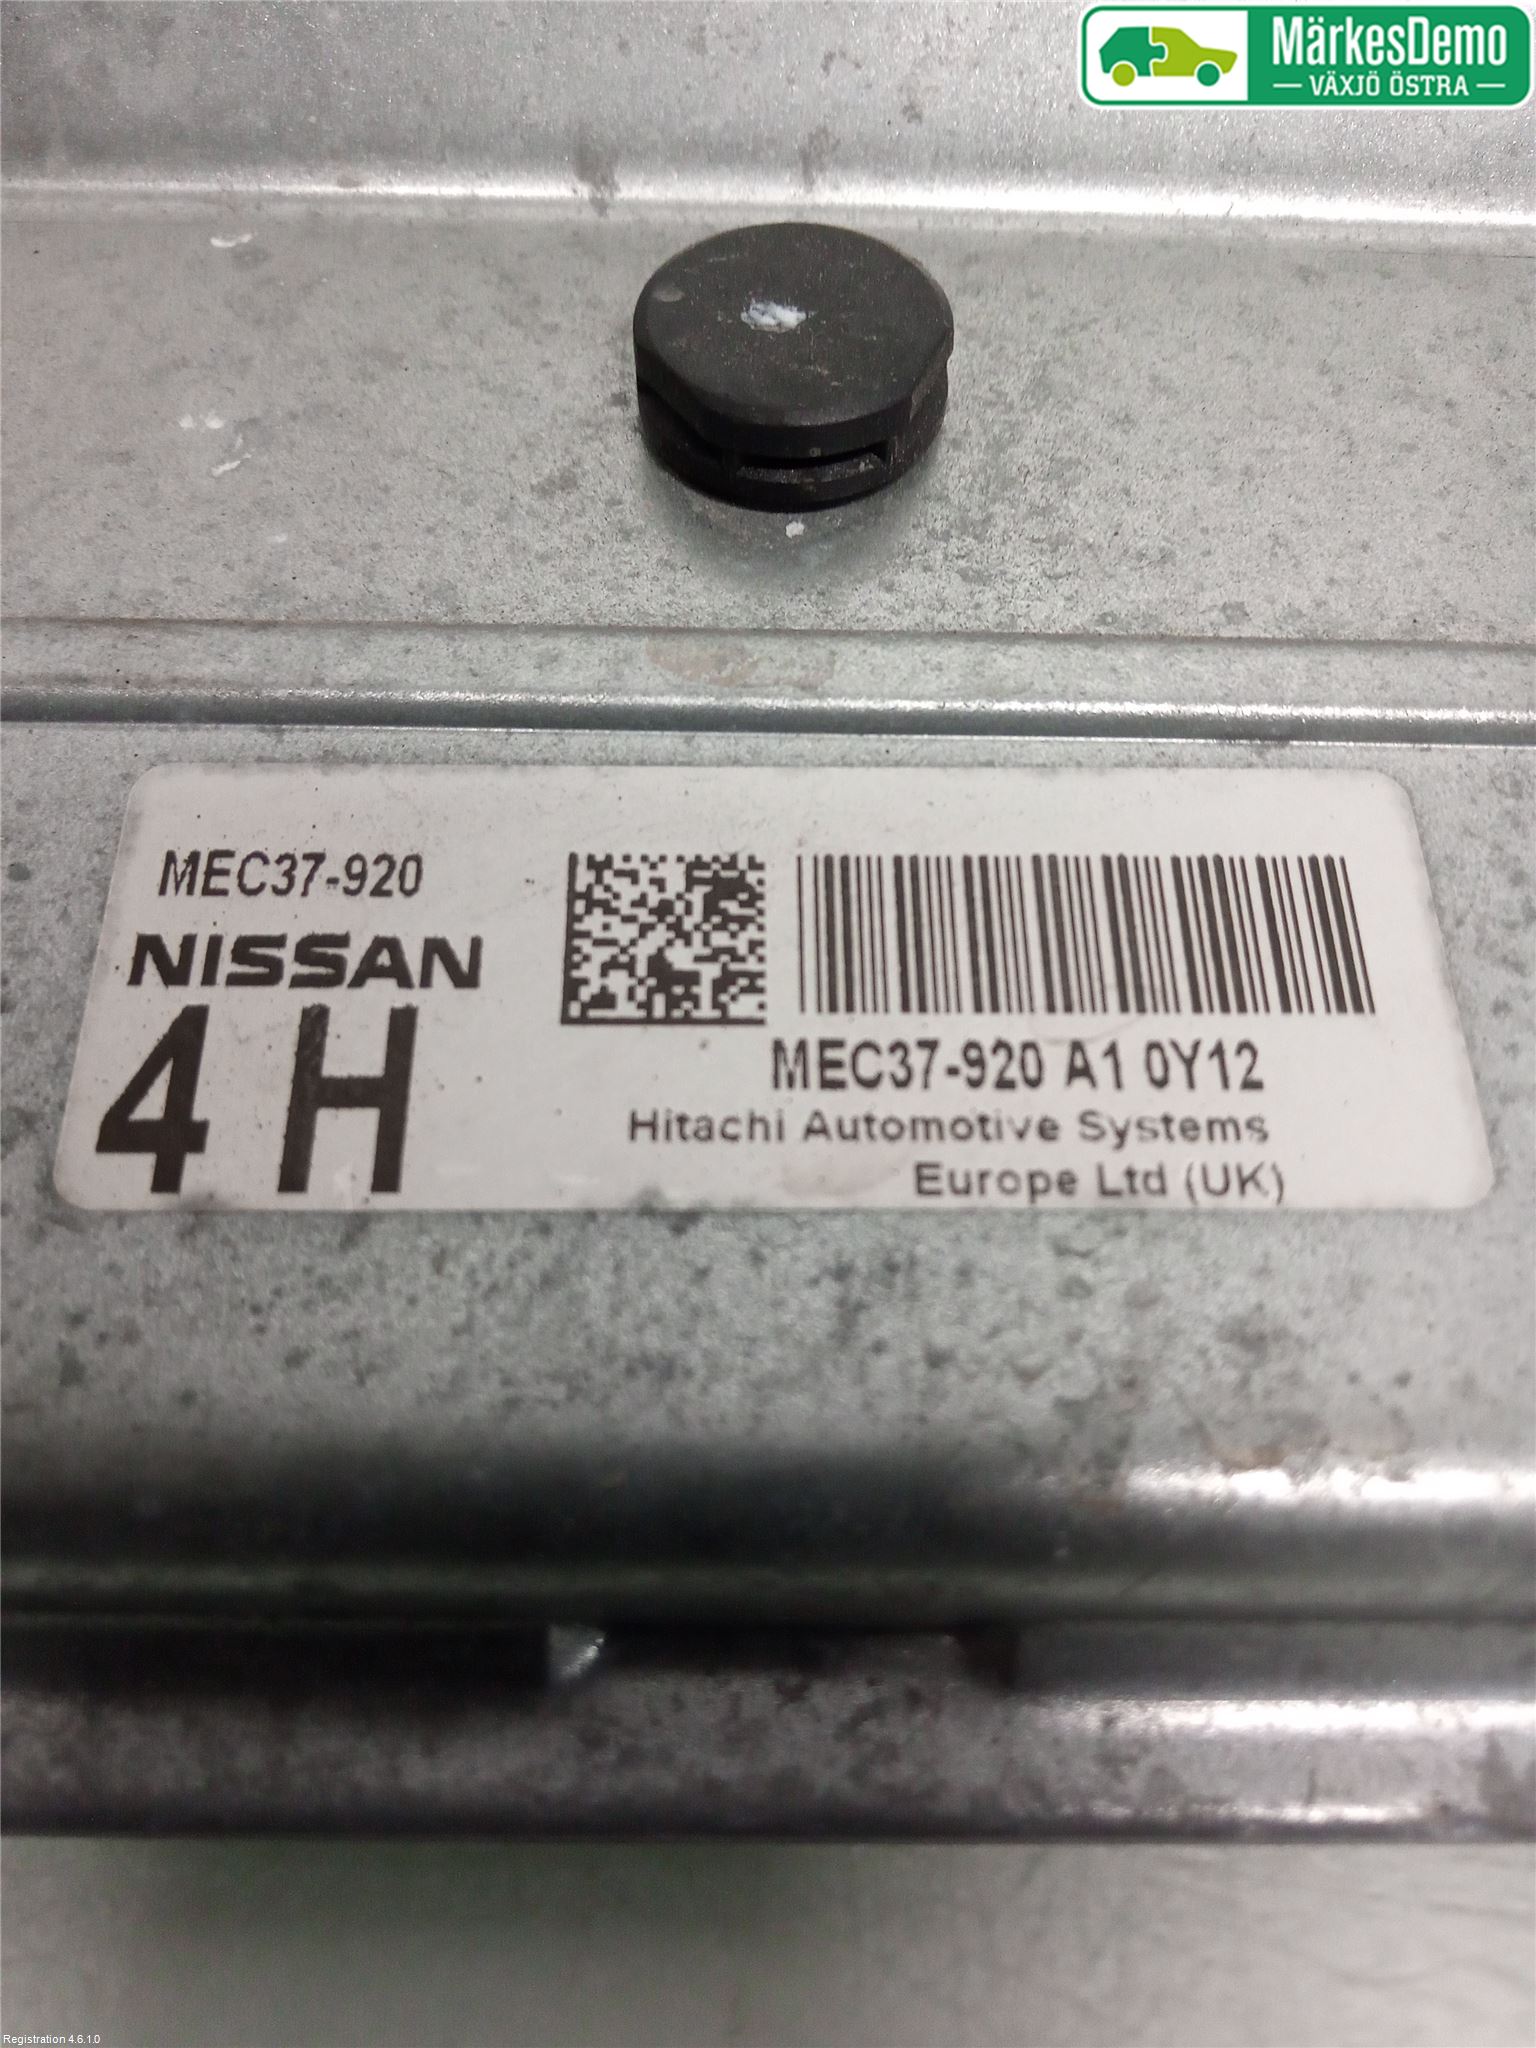 MärkesDemo
VÄXJÖ ÖSTRA
MEC37-920
NISSAN
4 H
MEC37-920 A1 0Y12
Hitachi Automotive Systems
Europe Ltd (UK)
Registration 4.6.1.0